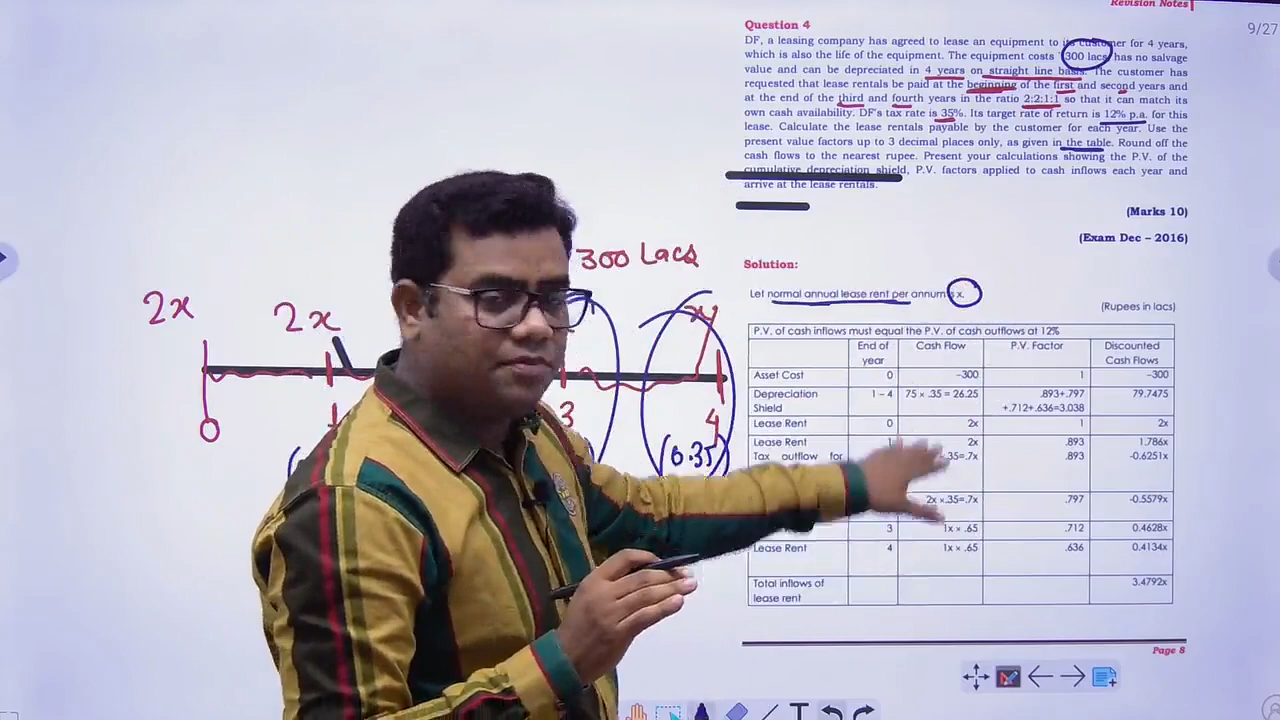 Revision Notes
9/27
Question 4
DF, a leasing company has agreed to lease an equipment to its customer for 4 years,
which is also the life of the equipment. The equipment costs ` 300 lacs, has no salvage
value and can be depreciated in 4 years on straight line basis. The customer has
requested that lease rentals be paid at the beginning of the first and second years and
at the end of the third and fourth years in the ratio 2:2:1:1 so that it can match its
own cash availability. DF's tax rate is 35%. Its target rate of return is 12% p.a. for this
lease. Calculate the lease rentals payable by the customer for each year. Use the
present value factors up to 3 decimal places only, as given in the table. Round off the
cash flows to the nearest rupee. Present your calculations showing the P.V. of the
cumulative depreciation shield, P.V. factors applied to cash inflows each year and
arrive at the lease rentals.
(Marks 10)
(Exam Dec – 2016)
Solution:
Let normal annual lease rent per annum is x.
(Rupees in lacs)
P.V. of cash inflows must equal the P.V. of cash outflows at 12%
End of year Cash Flow P.V. Factor Discounted Cash Flows
Asset Cost 0 –300 1 –300
Depreciation Shield 1 – 4 75 × .35 = 26.25 .893+.797 +.712+.636=3.038 79.7475
Lease Rent 0 2x 1 2x
Lease Rent 1 2x .893 1.786x
Tax outflow for .35=.7x .893 -0.6251x
2x ×.35=.7x .797 -0.5579x
3 1x × .65 .712 0.4628x
Lease Rent 4 1x × .65 .636 0.4134x
Total inflows of lease rent 3.4792x
Page 8
300 Lacs
2x 2x x
0 1 3 4
(0.35)